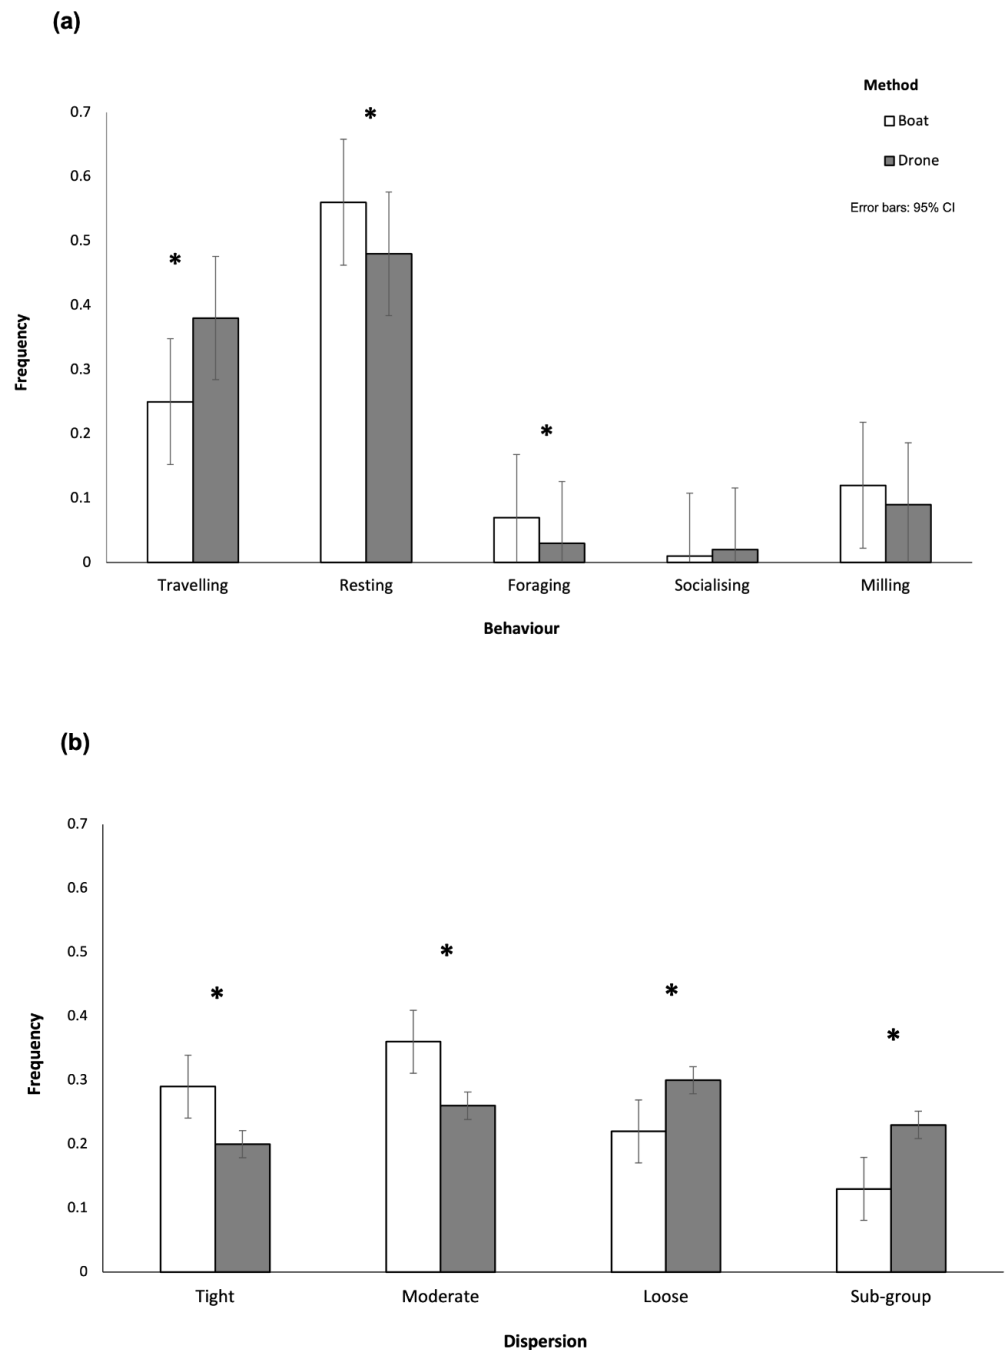 (a)
Method
Boat
Drone
Error bars: 95% CI
*
*
*
0.7
0.6
0.5
0.4
0.3
0.2
0.1
0
Frequency
Travelling Resting Foraging Socialising Milling
Behaviour
(b)
0.7
0.6
0.5
0.4
0.3
0.2
0.1
0
Frequency
*
*
*
*
Tight Moderate Loose Sub-group
Dispersion